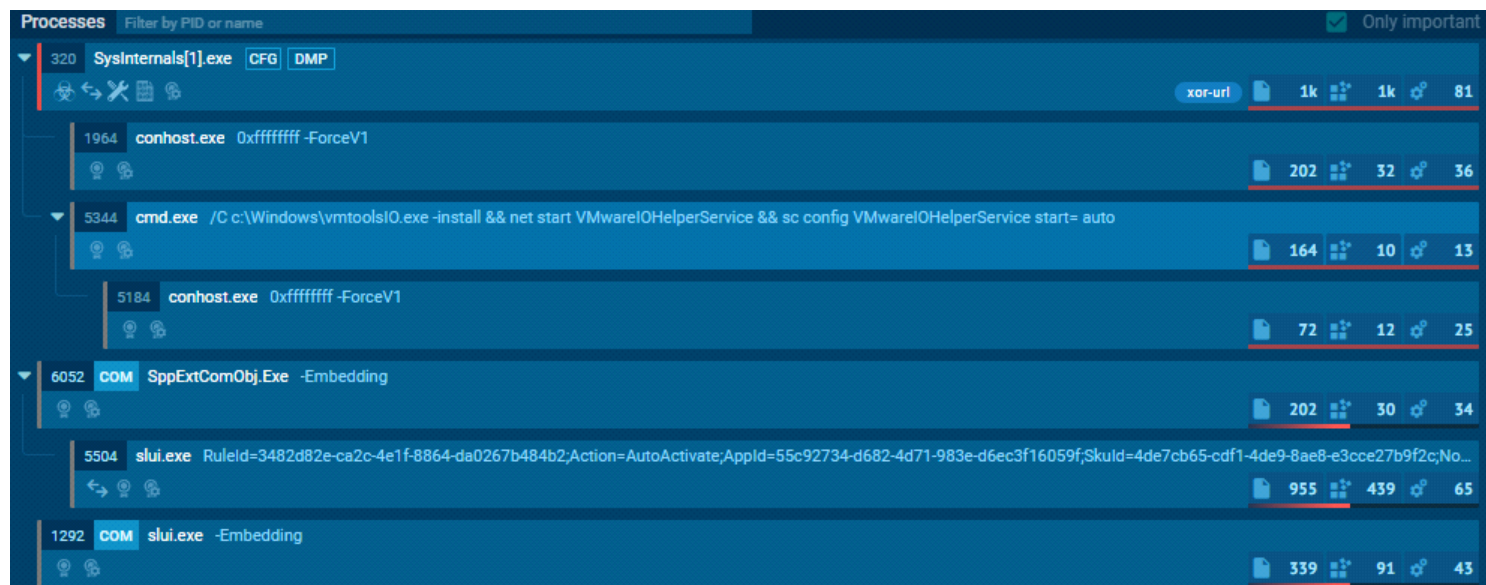 Processes Filter by PID or name Only important
320 SysInternals[1].exe CFG DMP
xor-url 1k 1k 81
1964 conhost.exe 0xffffffff -ForceV1
202 32 36
5344 cmd.exe /C c:\Windows\vmtoolsIO.exe -install && net start VMwareIOHelperService && sc config VMwareIOHelperService start= auto
164 10 13
5184 conhost.exe 0xffffffff -ForceV1
72 12 25
6052 COM SppExtComObj.Exe -Embedding
202 30 34
5504 slui.exe RuleId=3482d82e-ca2c-4e1f-8864-da0267b484b2;Action=AutoActivate;AppId=55c92734-d682-4d71-983e-d6ec3f16059f;SkuId=4de7cb65-cdf1-4de9-8ae8-e3cce27b9f2c;No...
955 439 65
1292 COM slui.exe -Embedding
339 91 43